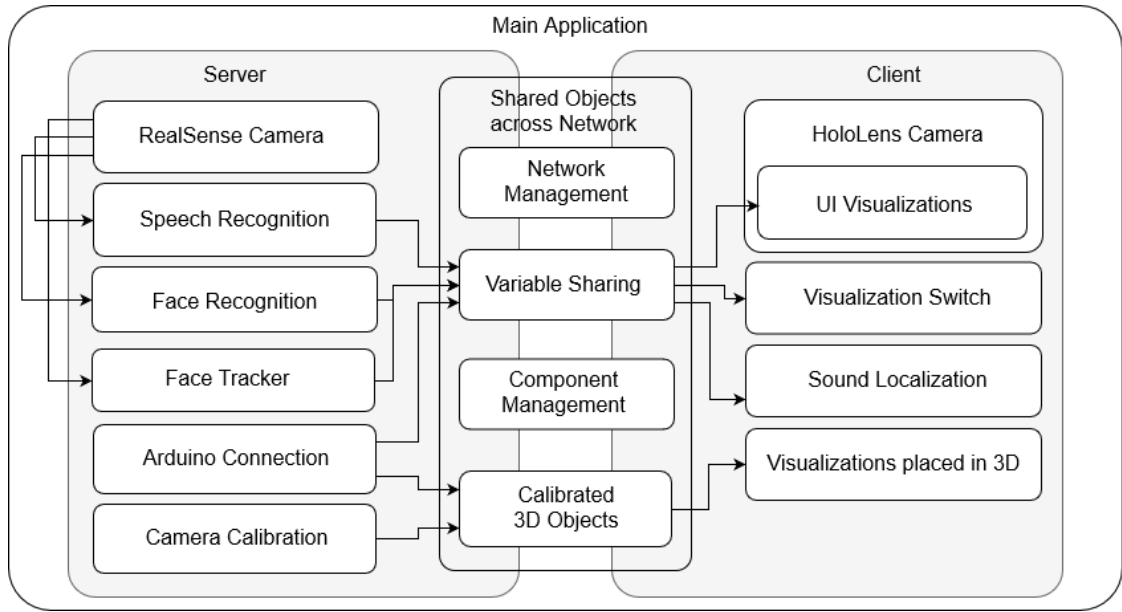 Main Application
Server
RealSense Camera
Speech Recognition
Face Recognition
Face Tracker
Arduino Connection
Camera Calibration
Shared Objects
across Network
Network
Management
Variable Sharing
Component
Management
Calibrated
3D Objects
Client
HoloLens Camera
UI Visualizations
Visualization Switch
Sound Localization
Visualizations placed in 3D